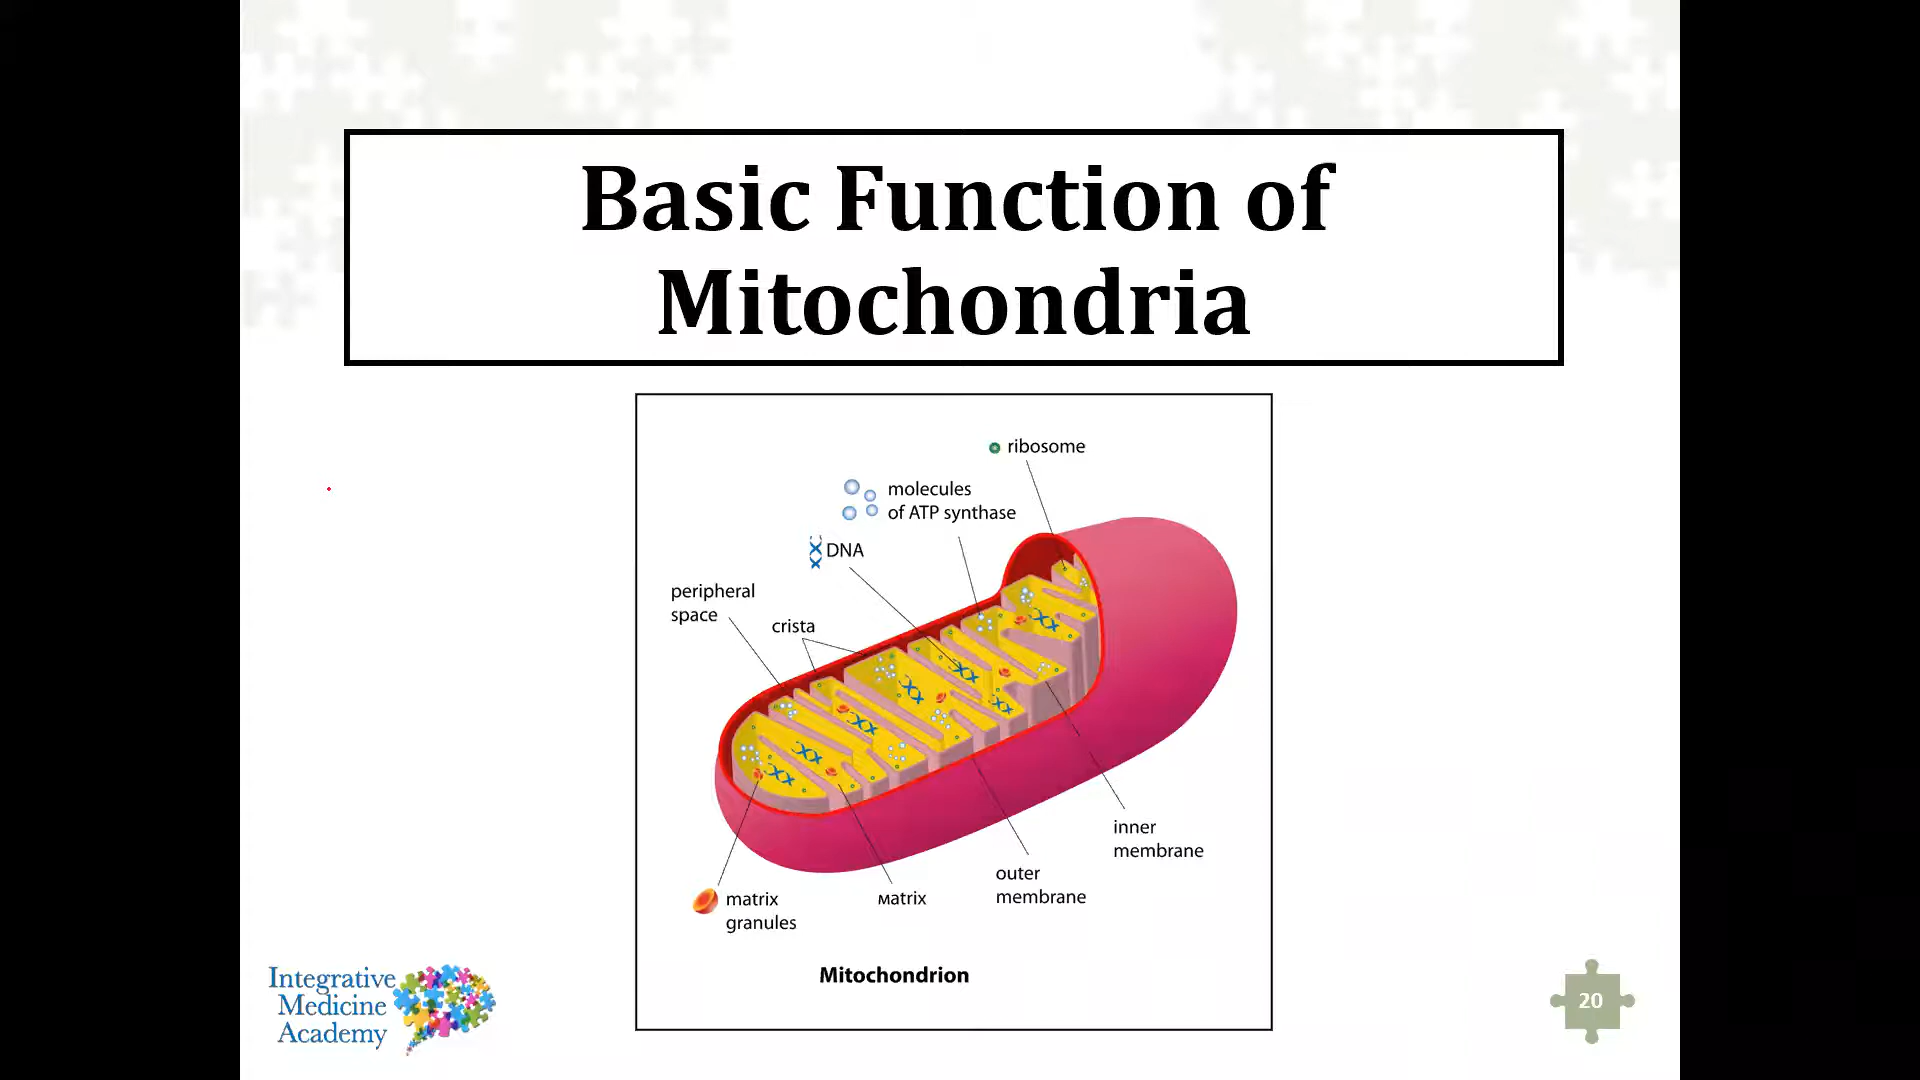 Basic Function of
Mitochondria
ribosome
molecules
of ATP synthase
DNA
peripheral
space
crista
inner
membrane
outer
membrane
matrix
granules
Matrix
Mitochondrion
Integrative
Medicine
Academy
20